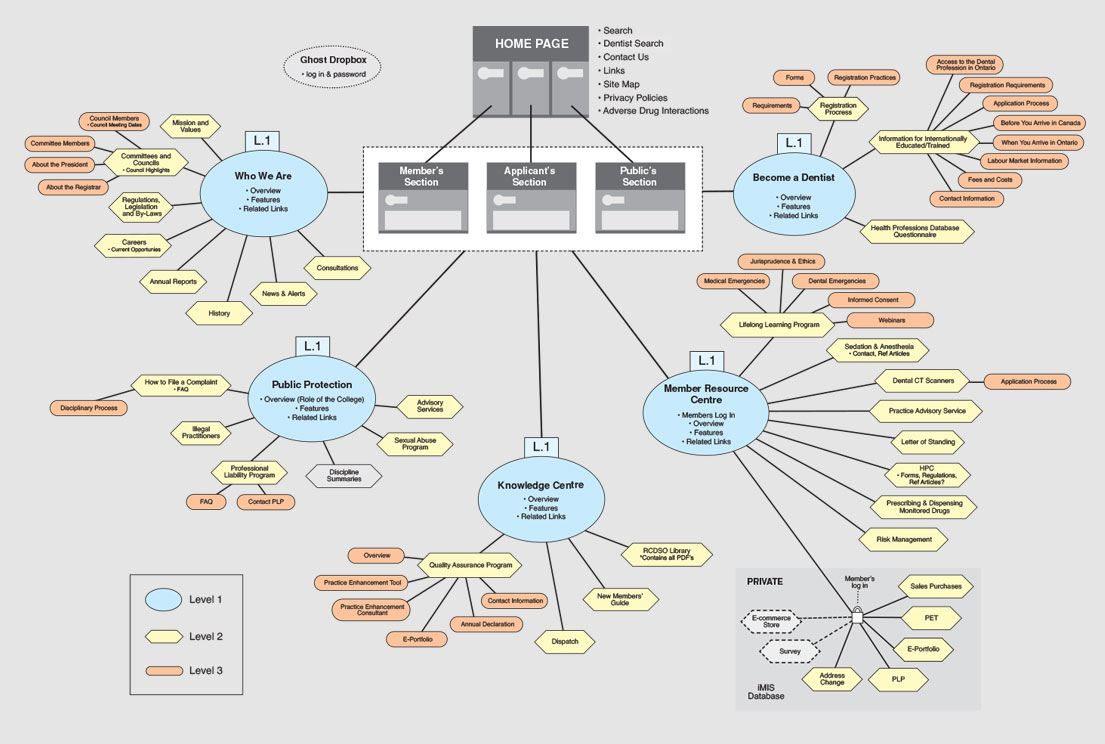 HOME PAGE
• Search
• Dentist Search
• Contact Us
• Links
• Site Map
• Privacy Policies
• Adverse Drug Interactions
Ghost Dropbox
• log in & password
Member's
Section
Applicant's
Section
Public's
Section
L.1
Who We Are
• Overview
• Features
• Related Links
Mission and
Values
Council Members
• Council Meeting Dates
Committee Members
About the President
About the Registrar
Committees and
Councils
• Council Highlights
Regulations,
Legislation
and By-Laws
Careers
• Current Opportunies
Annual Reports
History
News & Alerts
Consultations
L.1
Become a Dentist
• Overview
• Features
• Related Links
Forms
Registration Practices
Requirements
Registration
Process
Information for Internationally
Educated/Trained
Access to the Dental
Profession in Ontario
Registration Requirements
Application Process
Before You Arrive in Canada
When You Arrive in Ontario
Labour Market Information
Fees and Costs
Contact Information
Health Professions Database
Questionnaire
L.1
Public Protection
• Overview (Role of the College)
• Features
• Related Links
How to File a Complaint
• FAQ
Disciplinary Process
Illegal
Practitioners
Professional
Liability Program
FAQ
Contact PLP
Discipline
Summaries
Sexual Abuse
Program
Advisory
Services
L.1
Knowledge Centre
• Overview
• Features
• Related Links
Quality Assurance Program
Overview
Practice Enhancement Tool
Practice Enhancement
Consultant
E-Portfolio
Annual Declaration
Contact Information
Dispatch
New Members'
Guide
RCDSO Library
*Contains all PDF's
L.1
Member Resource
Centre
• Members Log In
• Overview
• Features
• Related Links
Jurisprudence & Ethics
Medical Emergencies
Dental Emergencies
Informed Consent
Webinars
Lifelong Learning Program
Sedation & Anesthesia
• Contact, Ref Articles
Dental CT Scanners
Application Process
Practice Advisory Service
Letter of Standing
HPC
• Forms, Regulations,
Ref Articles?
Prescribing & Dispensing
Monitored Drugs
Risk Management
PRIVATE
Member's
log in
Sales Purchases
PET
E-Portfolio
PLP
Address
Change
Survey
E-commerce
Store
iMIS
Database
Level 1
Level 2
Level 3